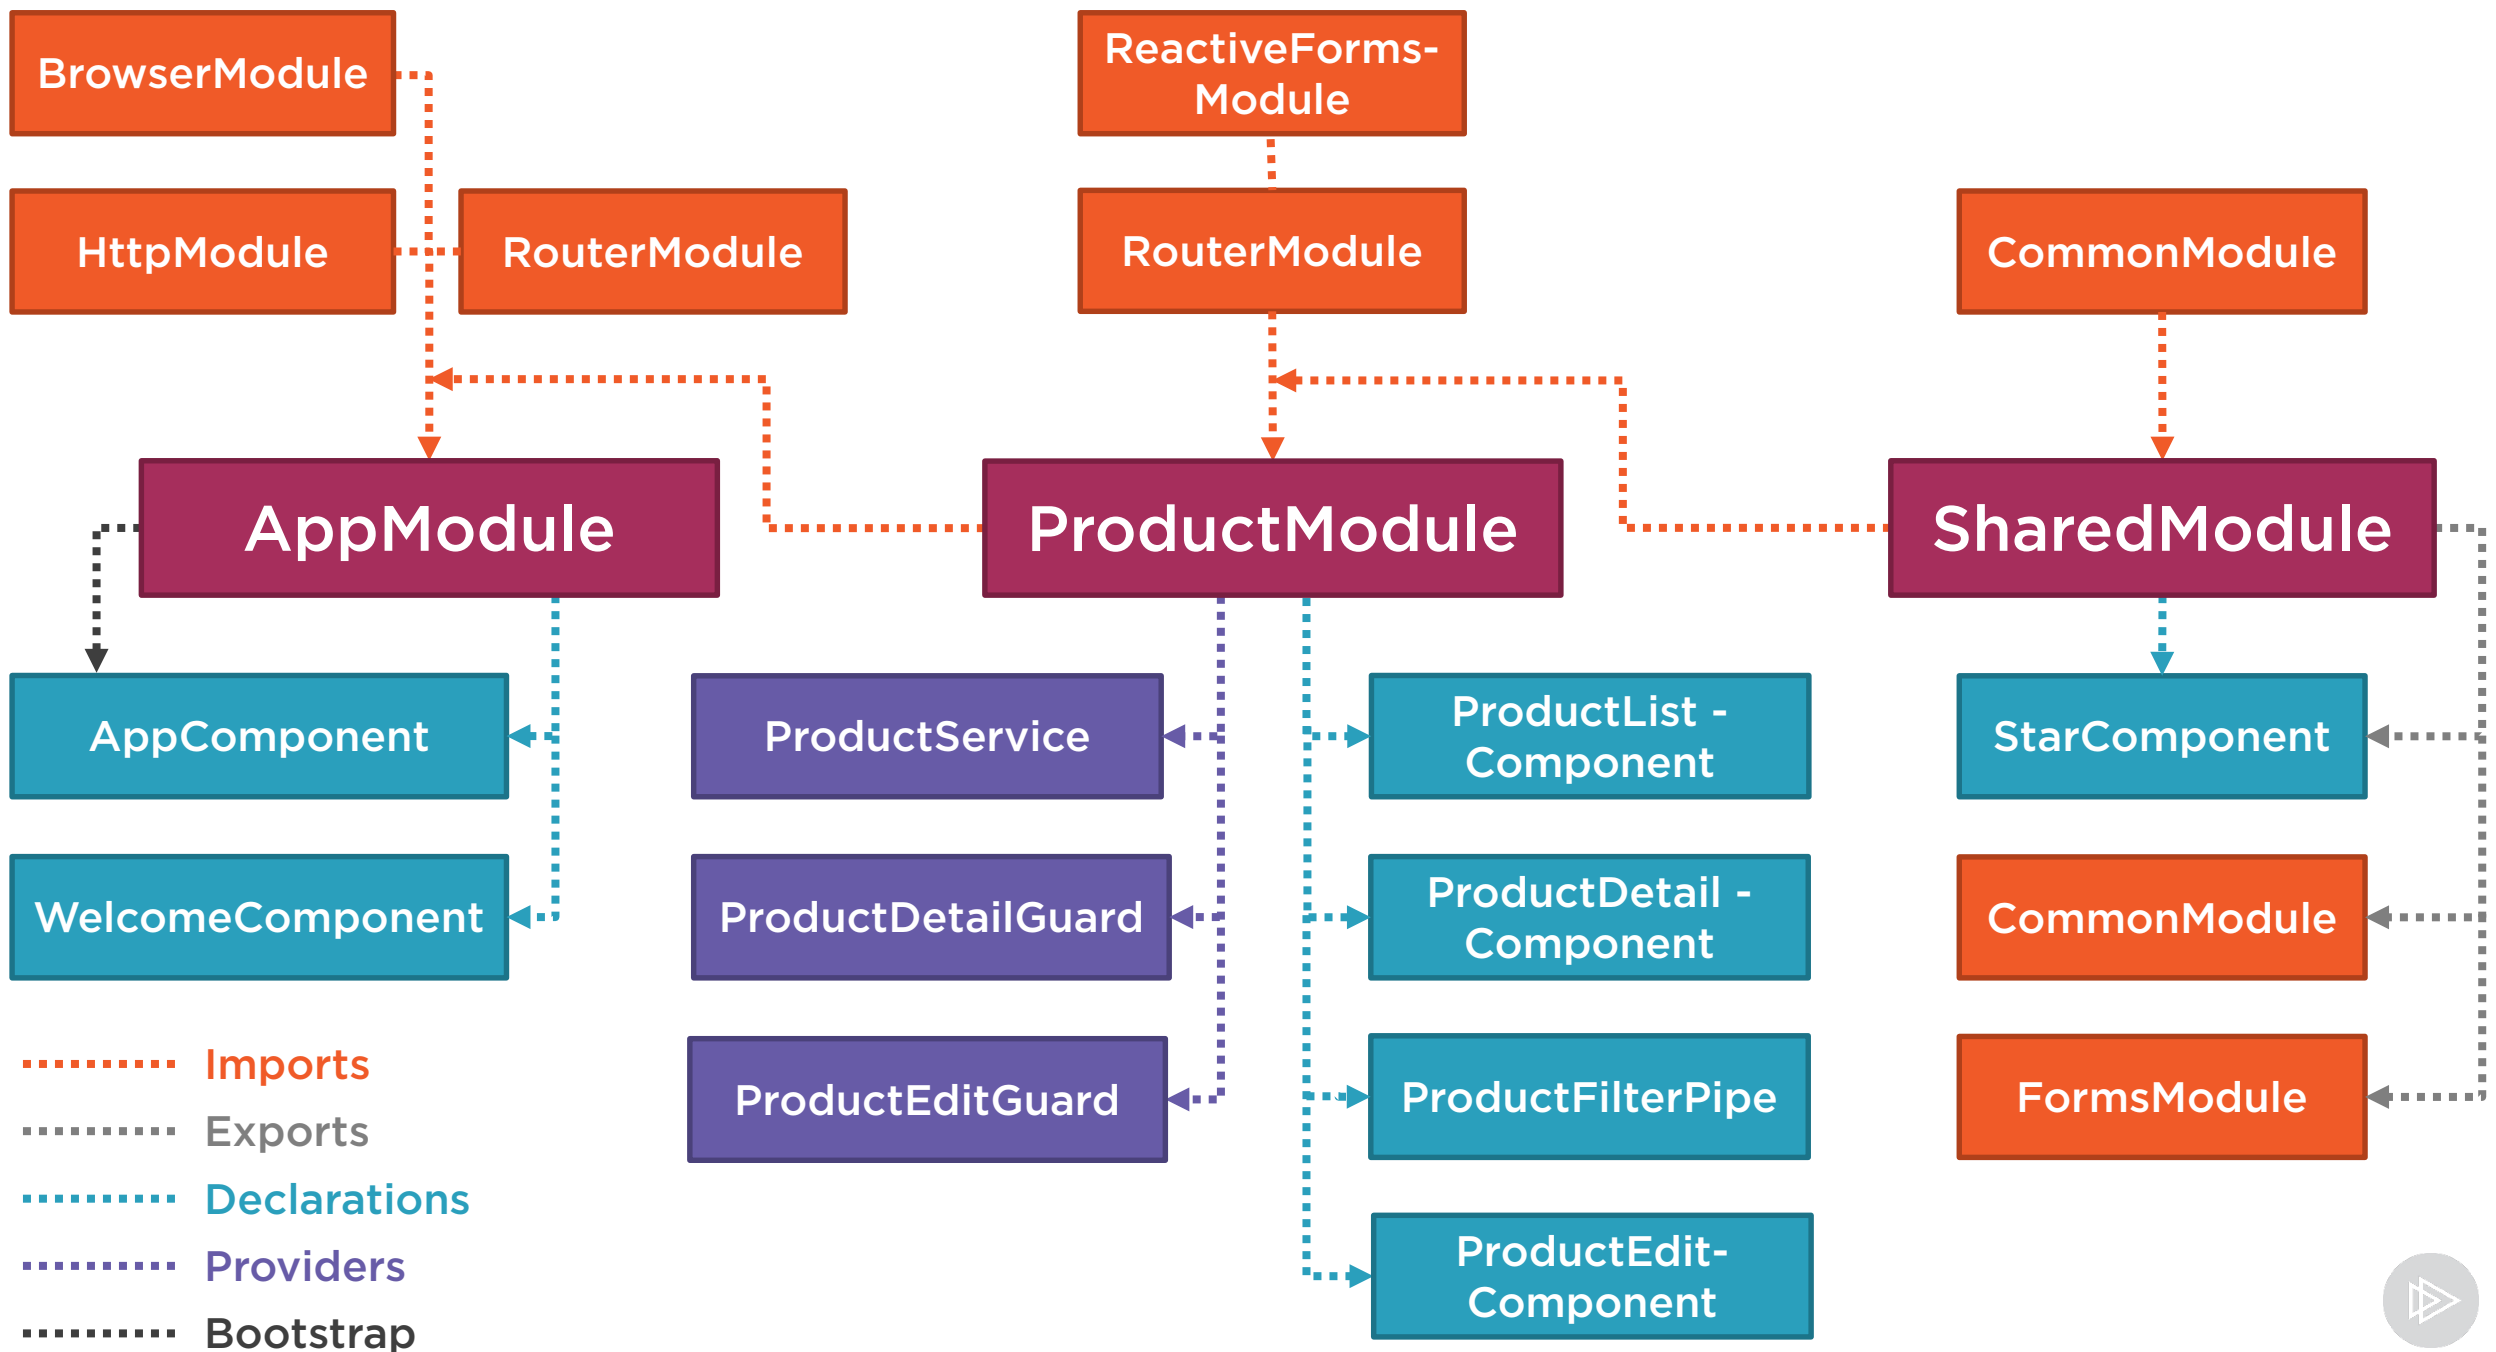 BrowserModule
ReactiveForms-
Module
HttpModule
RouterModule
RouterModule
CommonModule
AppModule
ProductModule
SharedModule
AppComponent
ProductService
ProductList -
Component
StarComponent
WelcomeComponent
ProductDetailGuard
ProductDetail -
Component
CommonModule
ProductEditGuard
ProductFilterPipe
FormsModule
ProductEdit-
Component
Imports
Exports
Declarations
Providers
Bootstrap